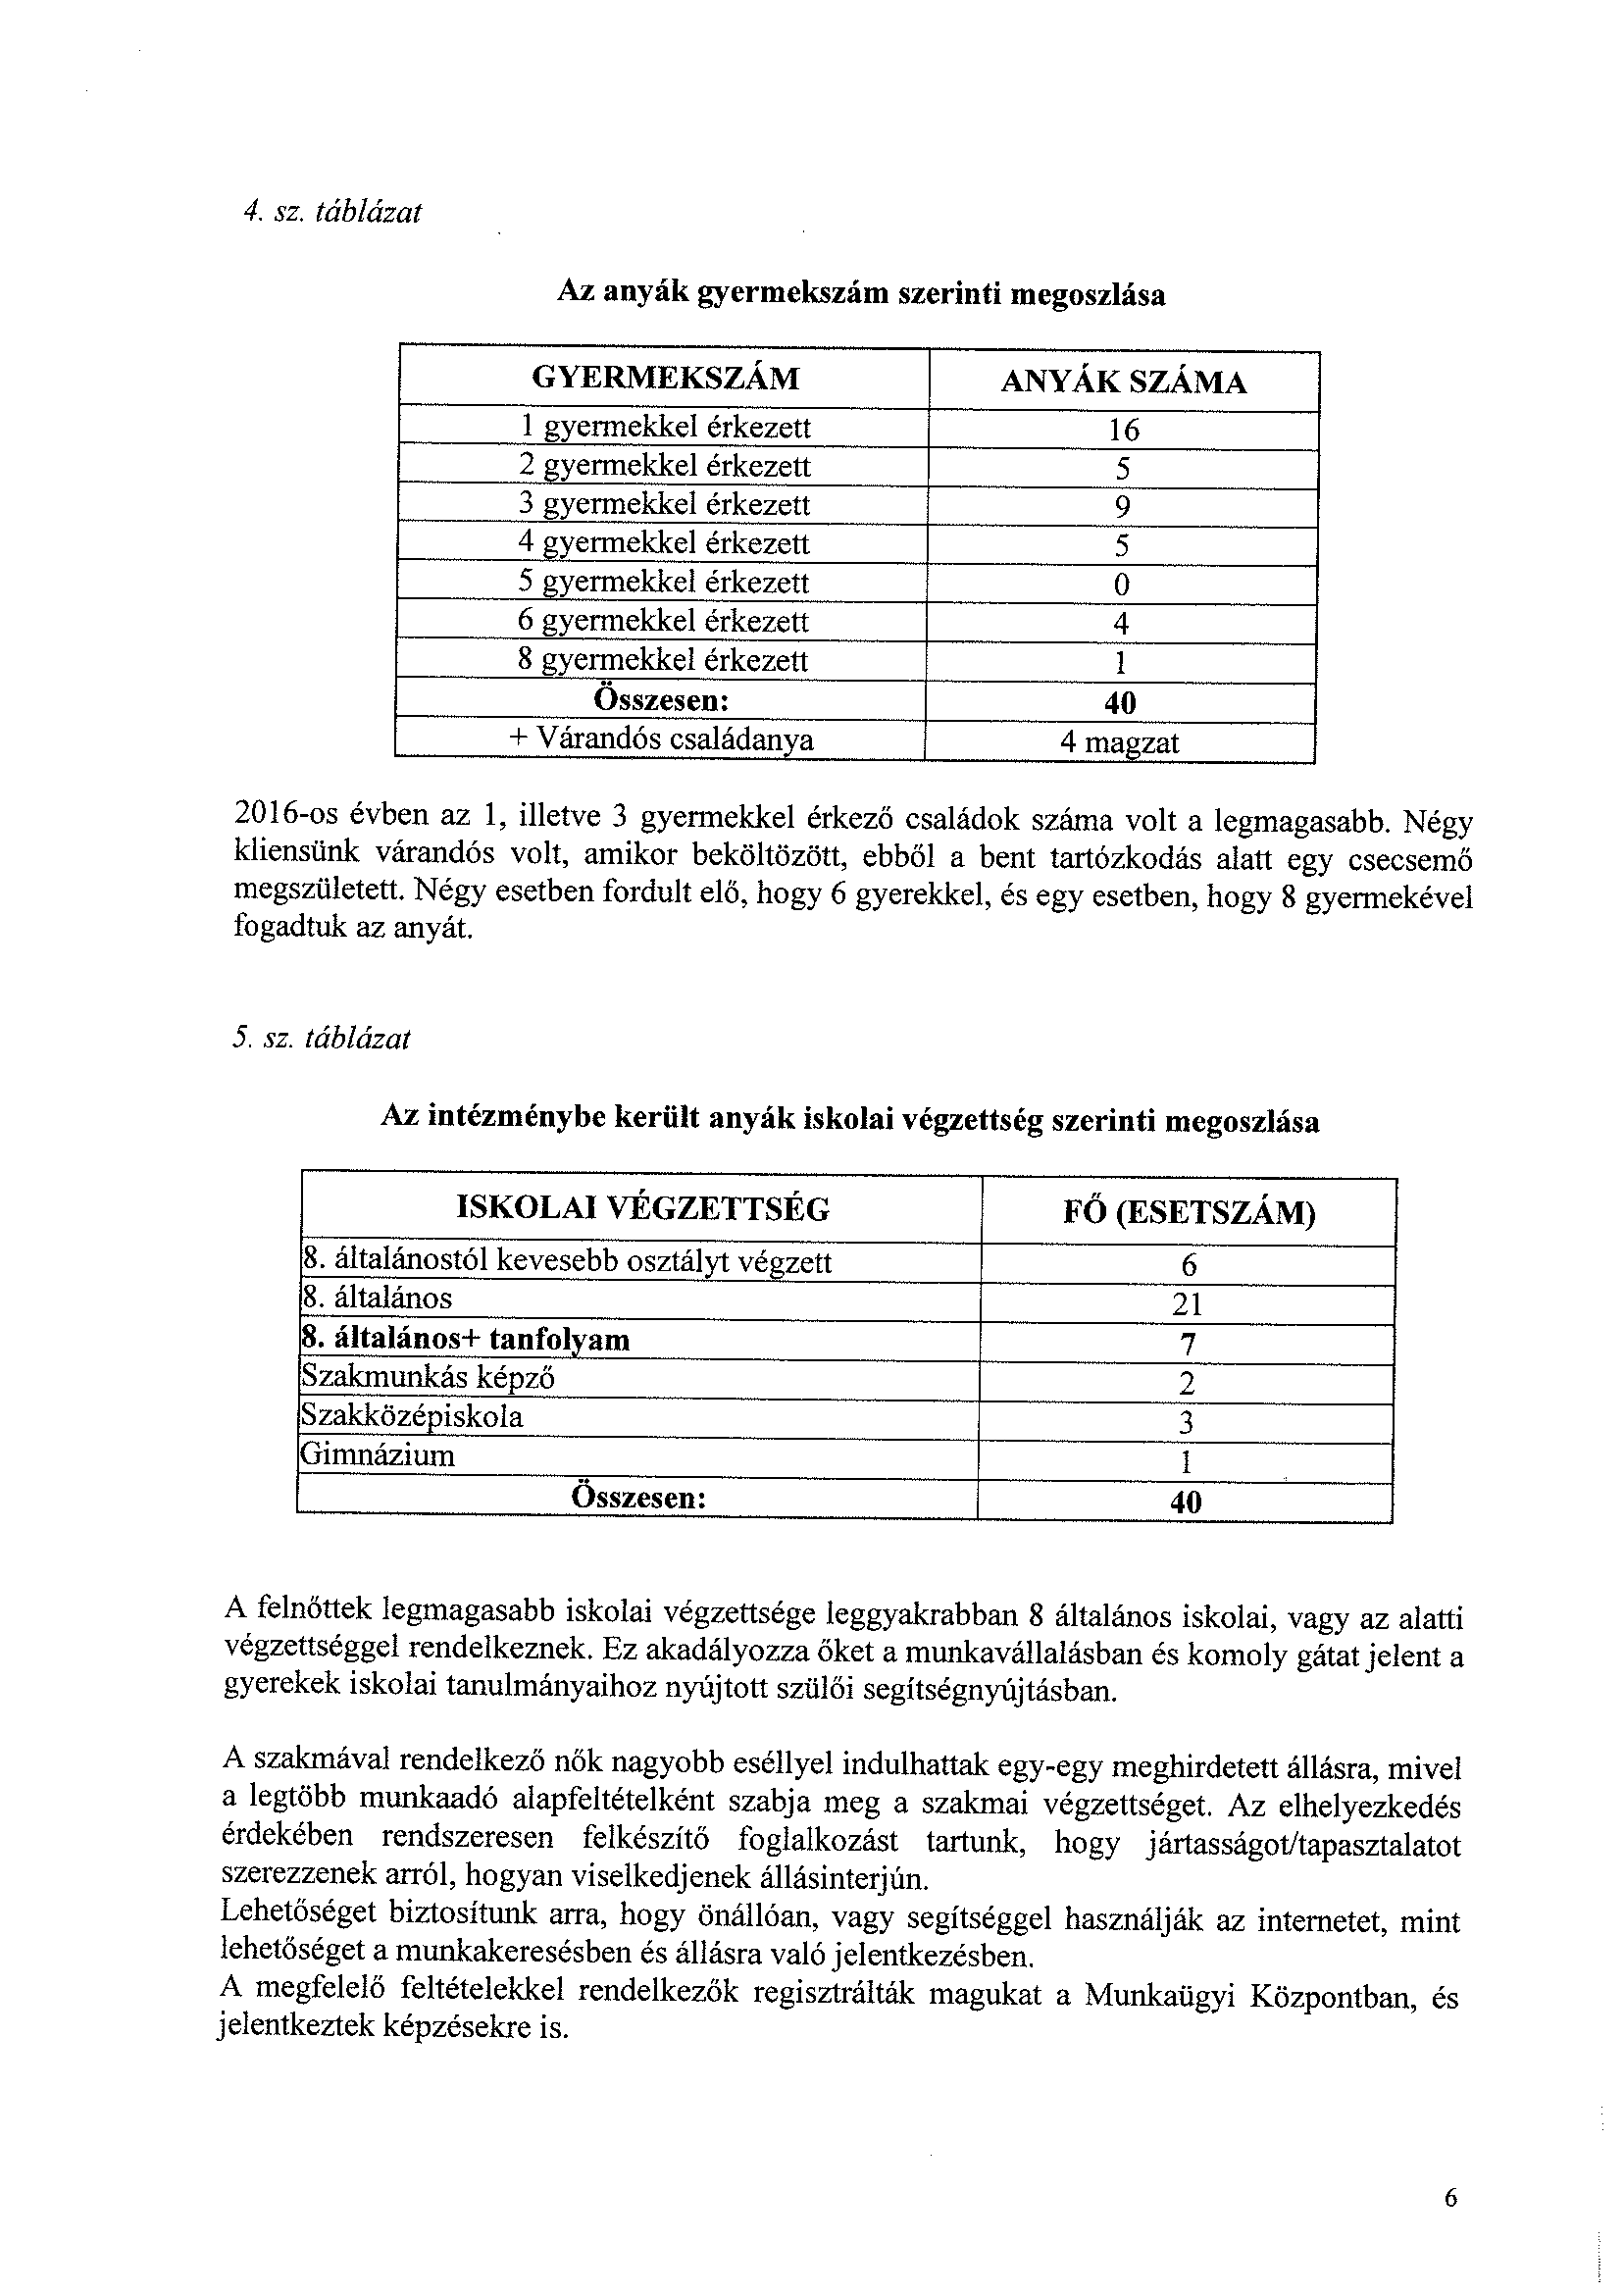 4. sz. táblázat
Az anyák gyermekszám szerinti megoszlása
GYERMEKSZÁM ANYÁK SZÁMA
1 gyermekkel érkezett 16
2 gyermekkel érkezett 5
3 gyermekkel érkezett 9
4 gyermekkel érkezett 5
5 gyermekkel érkezett 0
6 gyermekkel érkezett 4
8 gyermekkel érkezett 1
Összesen: 40
+ Várandós családanya 4 magzat
2016-os évben az 1, illetve 3 gyermekkel érkező családok száma volt a legmagasabb. Négy
kliensünk várandós volt, amikor beköltözött, ebből a bent tartózkodás alatt egy csecsemő
megszületett. Négy esetben fordult elő, hogy 6 gyerekkel, és egy esetben, hogy 8 gyermekével
fogadtuk az anyát.
5. sz. táblázat
Az intézménybe került anyák iskolai végzettség szerinti megoszlása
ISKOLAI VÉGZETTSÉG FŐ (ESETSZÁM)
8. általánostól kevesebb osztályt végzett 6
8. általános 21
8. általános+ tanfolyam 7
Szakmunkás képző 2
Szakközépiskola 3
Gimnázium 1
Összesen: 40
A felnőttek legmagasabb iskolai végzettsége leggyakrabban 8 általános iskolai, vagy az alatti
végzettséggel rendelkeznek. Ez akadályozza őket a munkavállalásban és komoly gátat jelent a
gyerekek iskolai tanulmányaihoz nyújtott szülői segítségnyújtásban.
A szakmával rendelkező nők nagyobb eséllyel indulhattak egy-egy meghirdetett állásra, mivel
a legtöbb munkaadó alapfeltételként szabja meg a szakmai végzettséget. Az elhelyezkedés
érdekében rendszeresen felkészítő foglalkozást tartunk, hogy jártasságot/tapasztalatot
szerezzenek arról, hogyan viselkedjenek állásinterjún.
Lehetőséget biztosítunk arra, hogy önállóan, vagy segítséggel használják az internetet, mint
lehetőséget a munkakeresésben és állásra való jelentkezésben.
A megfelelő feltételekkel rendelkezők regisztrálták magukat a Munkaügyi Központban, és
jelentkeztek képzésekre is.
6